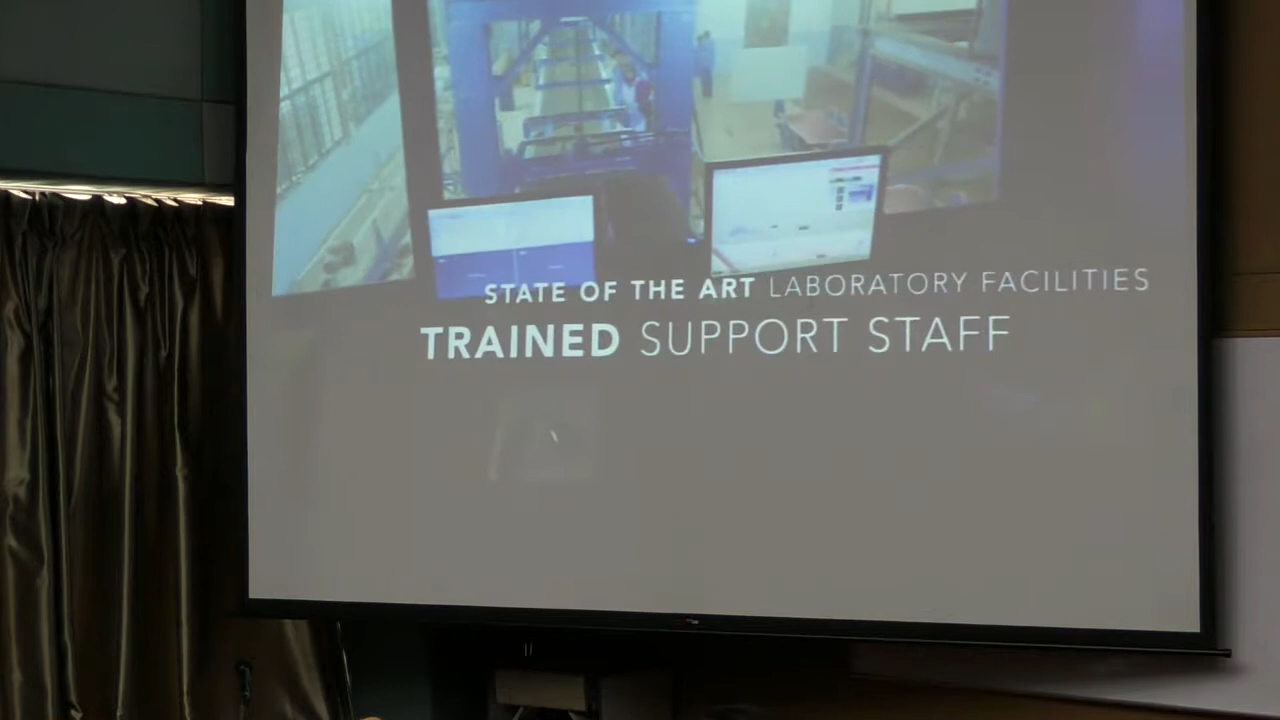 STATE OF THE ART LABORATORY FACILITIES
TRAINED SUPPORT STAFF